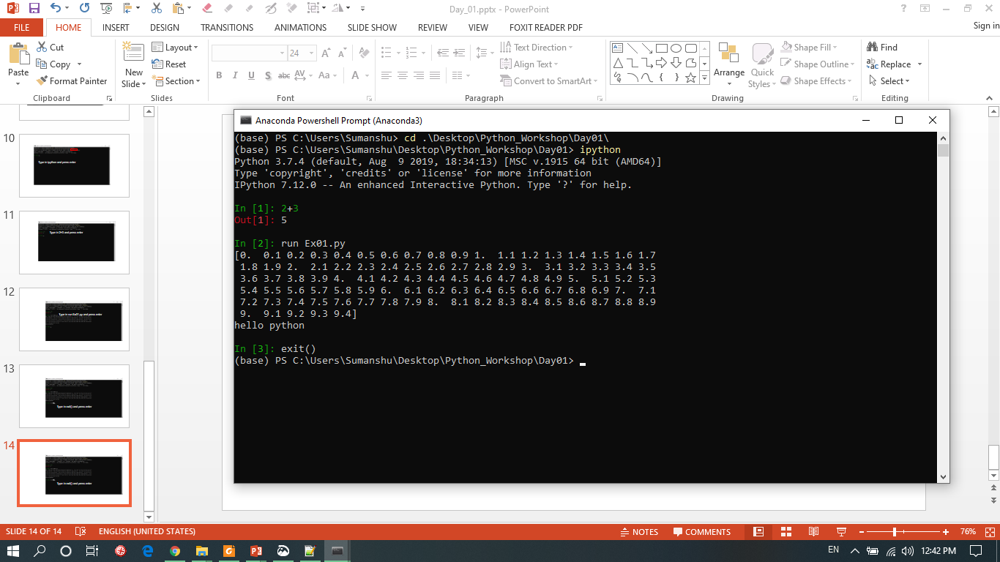 Day_01.pptx - PowerPoint
Sign in
FILE HOME INSERT DESIGN TRANSITIONS ANIMATIONS SLIDE SHOW REVIEW VIEW FOXIT READER PDF
Paste
Cut
Copy
Format Painter
Clipboard
New
Slide
Layout
Reset
Section
Slides
24
B I U S abc AV Aa A
Font
Text Direction
Align Text
Convert to SmartArt
Paragraph
Arrange
Quick
Styles
Shape Fill
Shape Outline
Shape Effects
Drawing
Find
Replace
Select
Editing
10
Type in ipython and press enter
11
Type in 2+3 and press enter
12
Type in run Ex01.py and press enter
13
Type in exit() and press enter
14
Type in exit() and press enter
Anaconda Powershell Prompt (Anaconda3)
(base) PS C:\Users\Sumanshu> cd .\Desktop\Python_Workshop\Day01\
(base) PS C:\Users\Sumanshu\Desktop\Python_Workshop\Day01> ipython
Python 3.7.4 (default, Aug  9 2019, 18:34:13) [MSC v.1915 64 bit (AMD64)]
Type 'copyright', 'credits' or 'license' for more information
IPython 7.12.0 -- An enhanced Interactive Python. Type '?' for help.
In [1]: 2+3
Out[1]: 5
In [2]: run Ex01.py
[0.  0.1 0.2 0.3 0.4 0.5 0.6 0.7 0.8 0.9 1.  1.1 1.2 1.3 1.4 1.5 1.6 1.7
 1.8 1.9 2.  2.1 2.2 2.3 2.4 2.5 2.6 2.7 2.8 2.9 3.  3.1 3.2 3.3 3.4 3.5
 3.6 3.7 3.8 3.9 4.  4.1 4.2 4.3 4.4 4.5 4.6 4.7 4.8 4.9 5.  5.1 5.2 5.3
 5.4 5.5 5.6 5.7 5.8 5.9 6.  6.1 6.2 6.3 6.4 6.5 6.6 6.7 6.8 6.9 7.  7.1
 7.2 7.3 7.4 7.5 7.6 7.7 7.8 7.9 8.  8.1 8.2 8.3 8.4 8.5 8.6 8.7 8.8 8.9
 9.  9.1 9.2 9.3 9.4]
hello python
In [3]: exit()
(base) PS C:\Users\Sumanshu\Desktop\Python_Workshop\Day01>
SLIDE 14 OF 14 ENGLISH (UNITED STATES) NOTES COMMENTS 76%
EN 12:42 PM